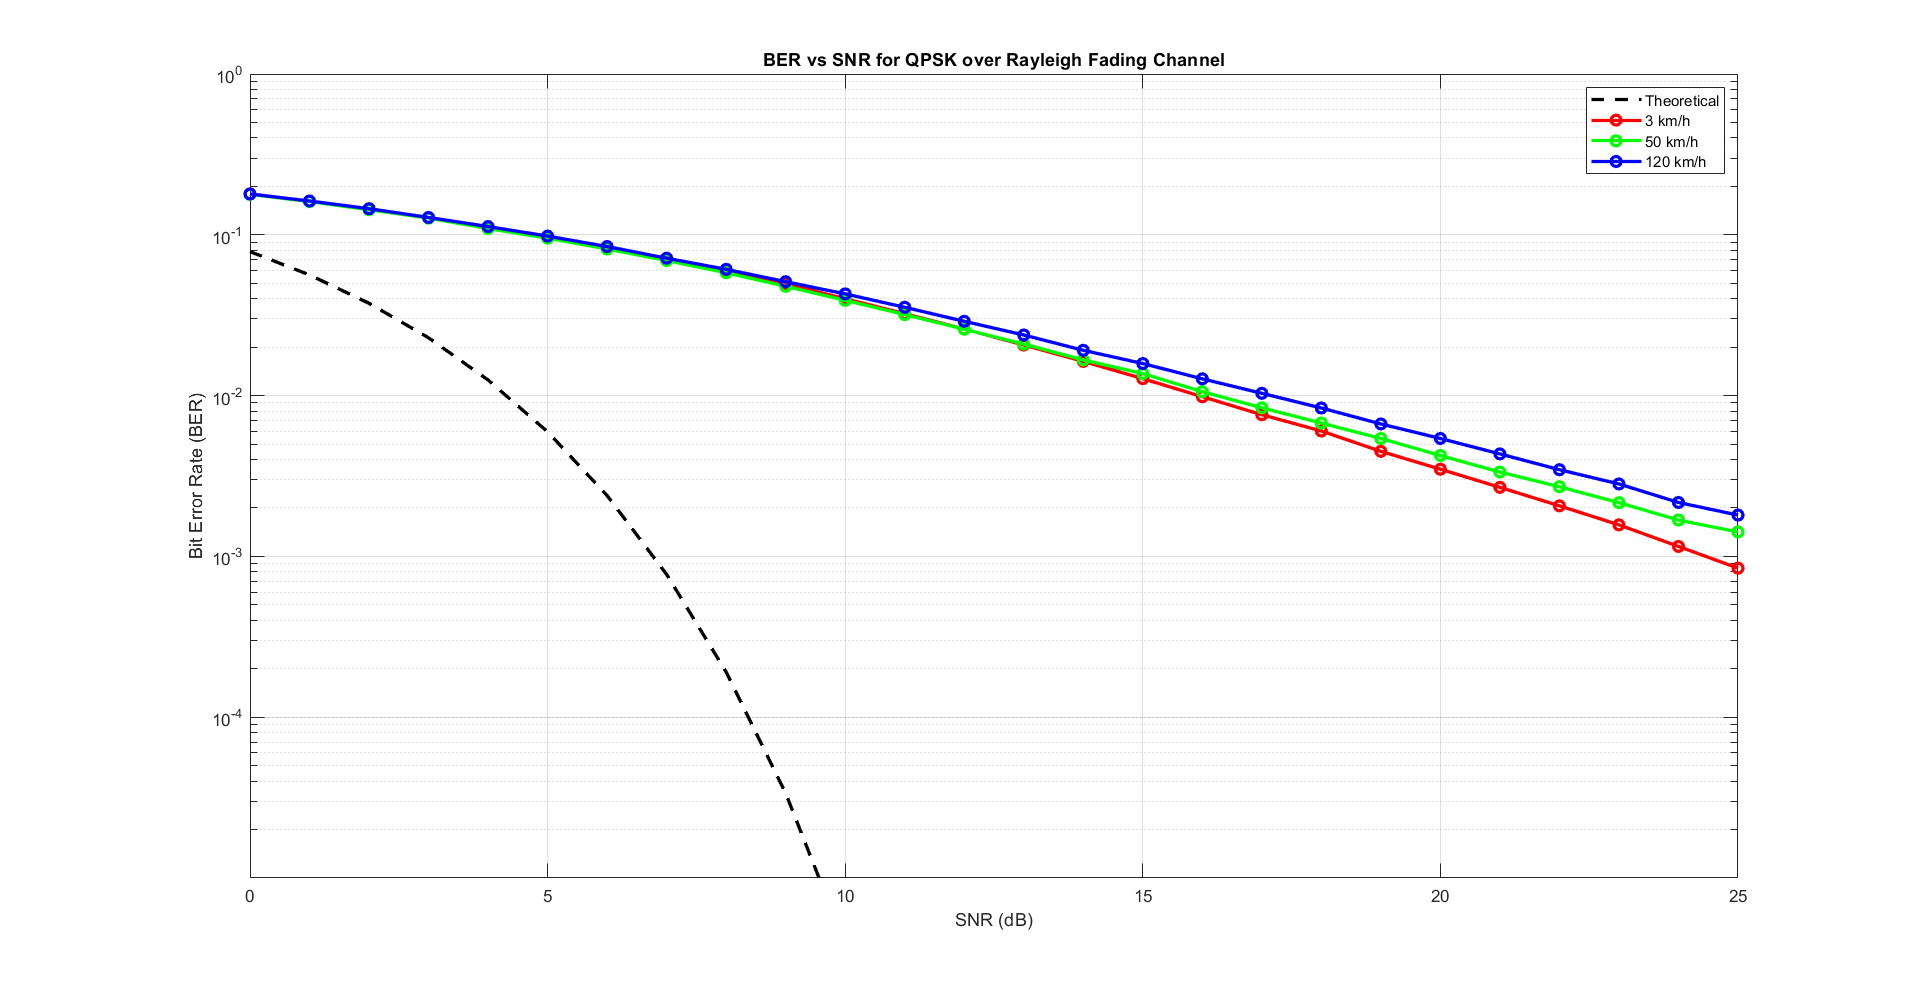 BER vs SNR for QPSK over Rayleigh Fading Channel
Theoretical
3 km/h
50 km/h
120 km/h
10^0
10^-1
10^-2
10^-3
10^-4
Bit Error Rate (BER)
0 5 10 15 20 25
SNR (dB)